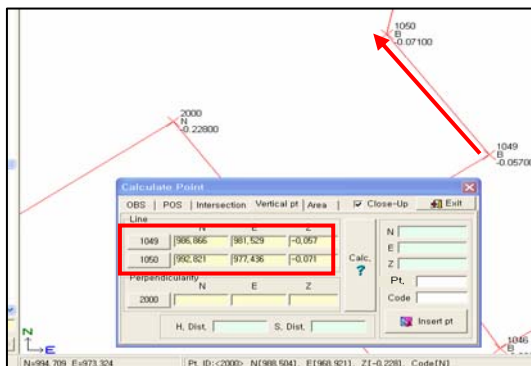 1050
B
-0.07100
2000
N
-0.22800
1049
B
-0.05700
Calculate Point
OBS | POS | Intersection | Vertical pt | Area | Close-Up Exit
Line
N E Z
1049 986,866 981,529 -0,057
1050 992,821 977,436 -0,071
Perpendicularity
N E Z
2000
H, Dist, S, Dist,
Calc,
?
N
E
Z
Pt,
Code
Insert pt
1046
B
N
E
N=994,709 E=973,324 Pt ID:<2000> N[988,504], E[968,921], Z[-0,228], Code[N]